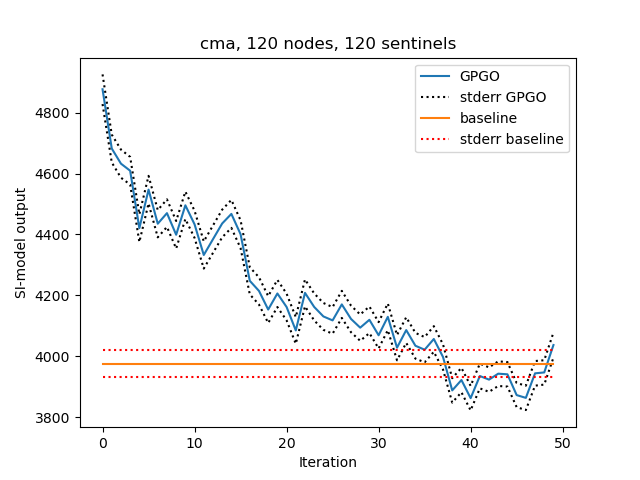 cma, 120 nodes, 120 sentinels
GPGO
stderr GPGO
baseline
stderr baseline
SI-model output
4800
4600
4400
4200
4000
3800
0 10 20 30 40 50
Iteration